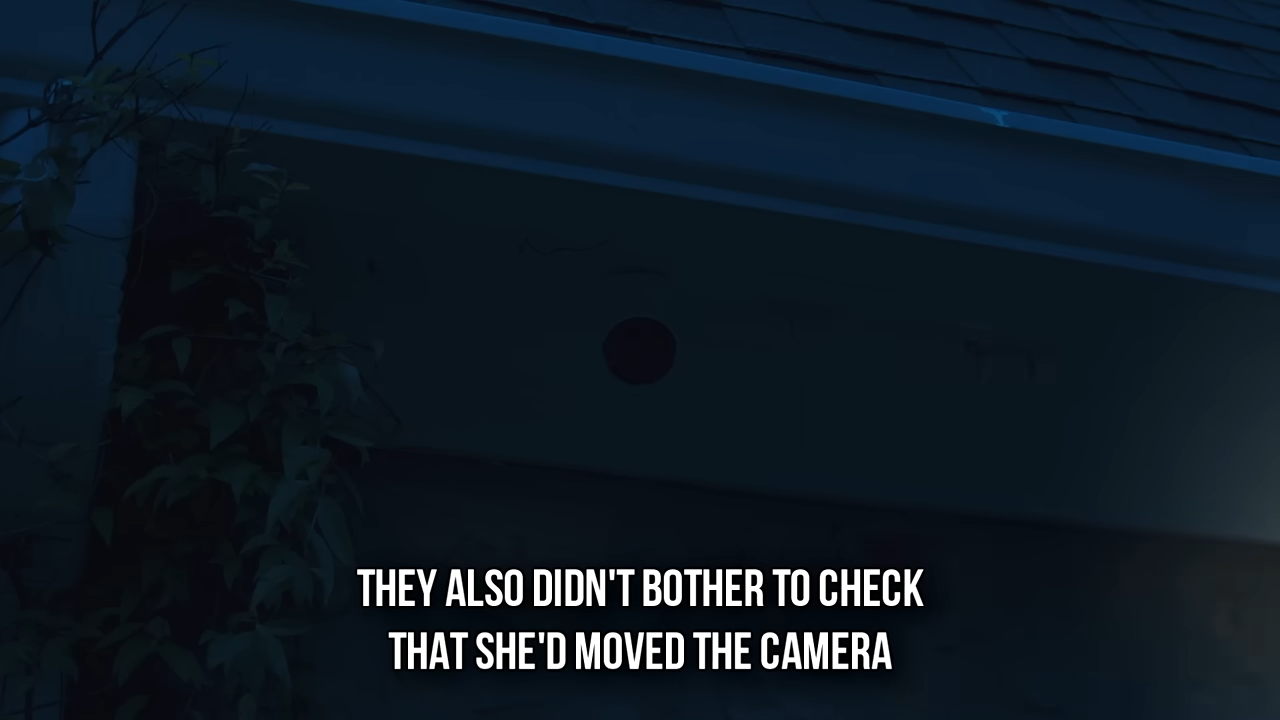 THEY ALSO DIDN'T BOTHER TO CHECK
THAT SHE'D MOVED THE CAMERA